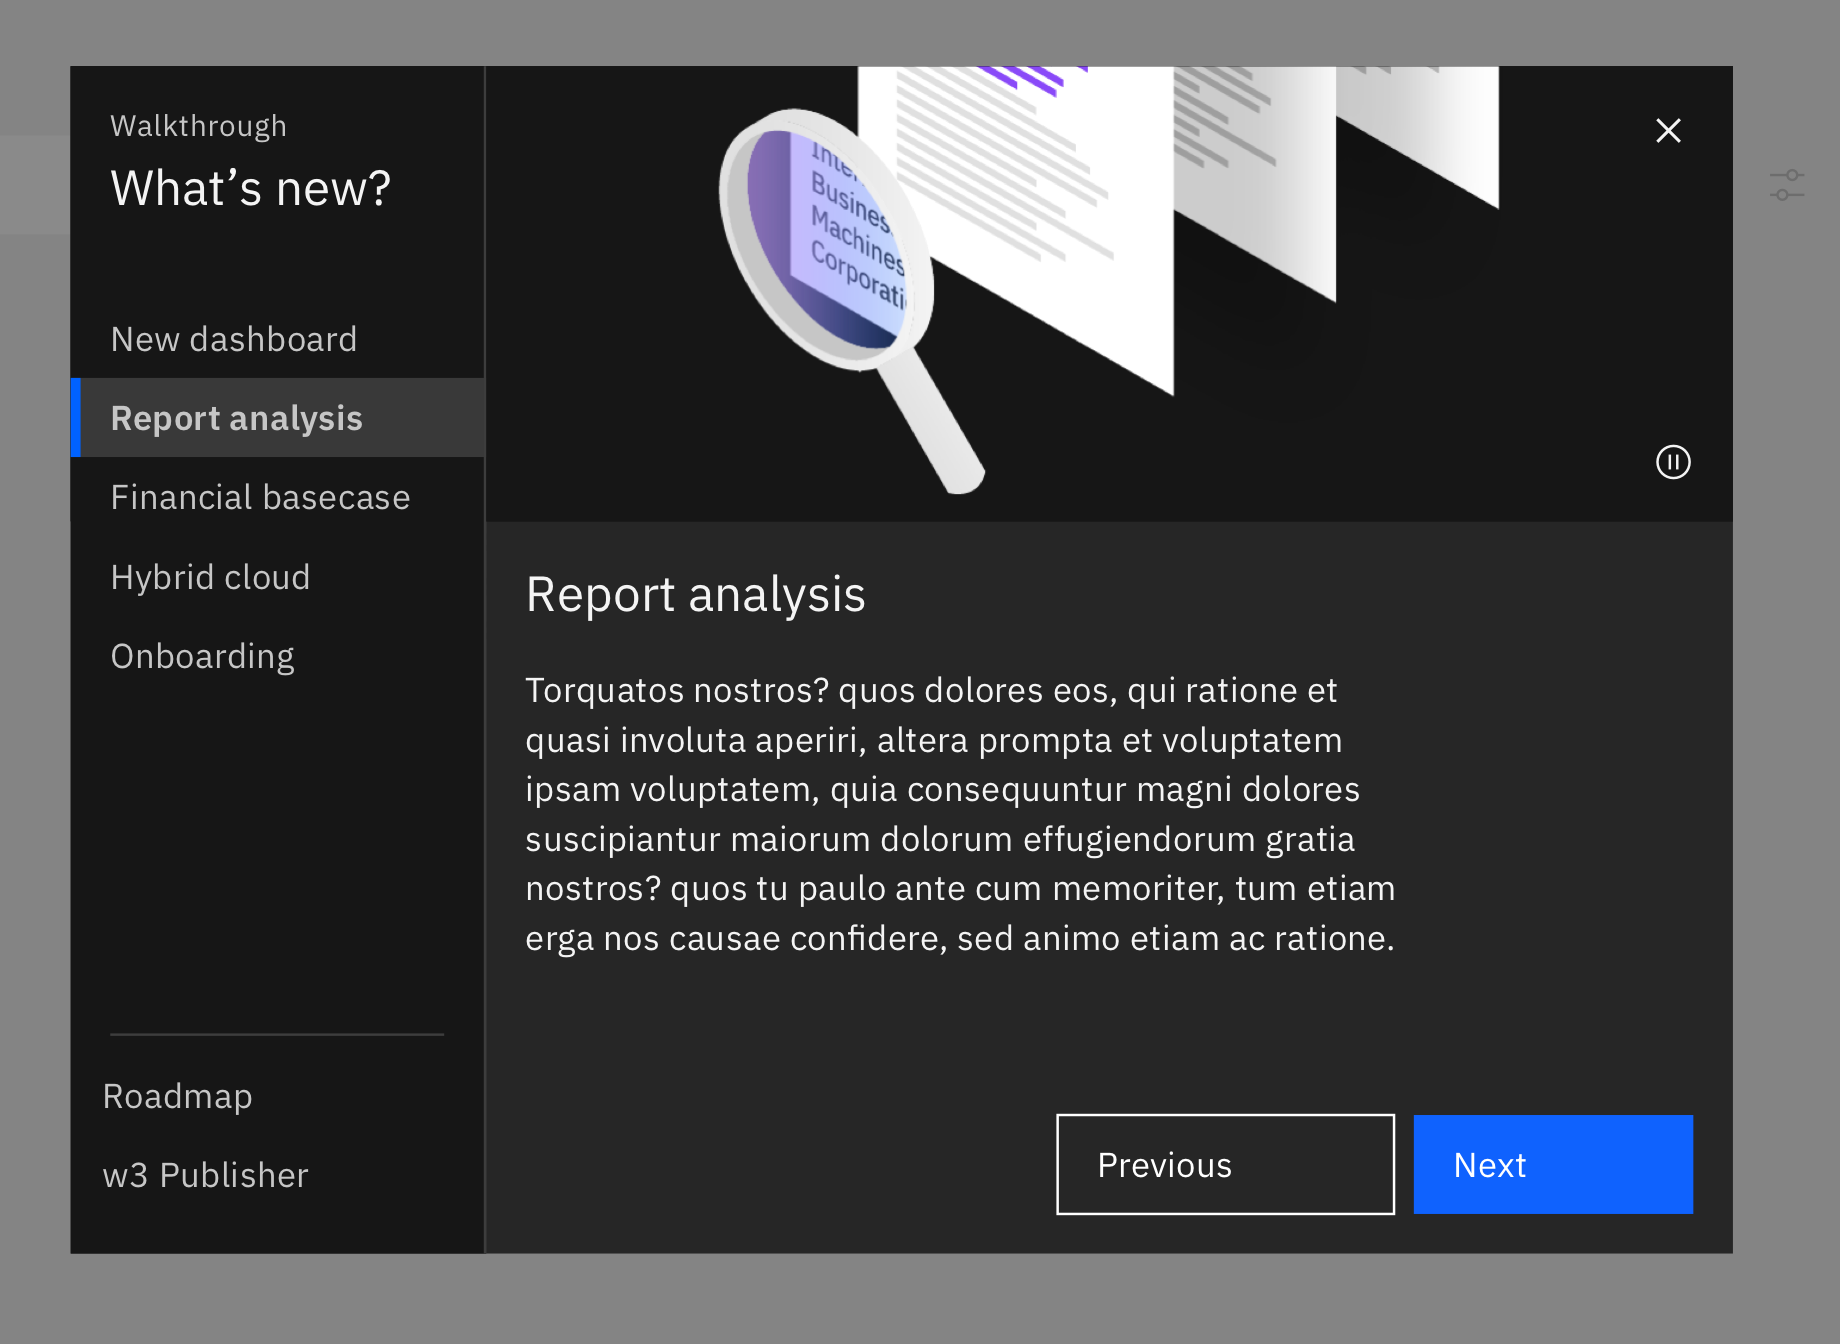 Walkthrough
What’s new?
New dashboard
Report analysis
Financial basecase
Hybrid cloud
Onboarding
Roadmap
w3 Publisher
Machines
Report analysis
Torquatos nostros? quos dolores eos, qui ratione et
quasi involuta aperiri, altera prompta et voluptatem
ipsam voluptatem, quia consequuntur magni dolores
suscipiantur maiorum dolorum effugiendorum gratia
nostros? quos tu paulo ante cum memoriter, tum etiam
erga nos causae confidere, sed animo etiam ac ratione.
Previous
Next